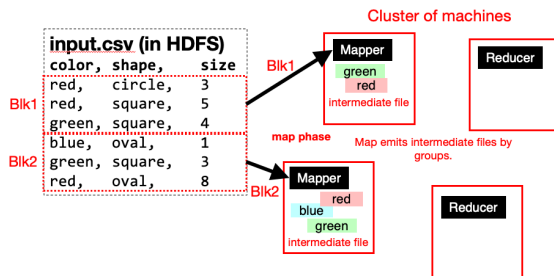 Cluster of machines
input.csv (in HDFS)
color, shape, size
Blk1
red, circle, 3
red, square, 5
green, square, 4
Blk2
blue, oval, 1
green, square, 3
red, oval, 8
Blk1
Mapper
green
red
intermediate file
Reducer
map phase
Map emits intermediate files by
groups.
Blk2
Mapper
red
blue
green
intermediate file
Reducer